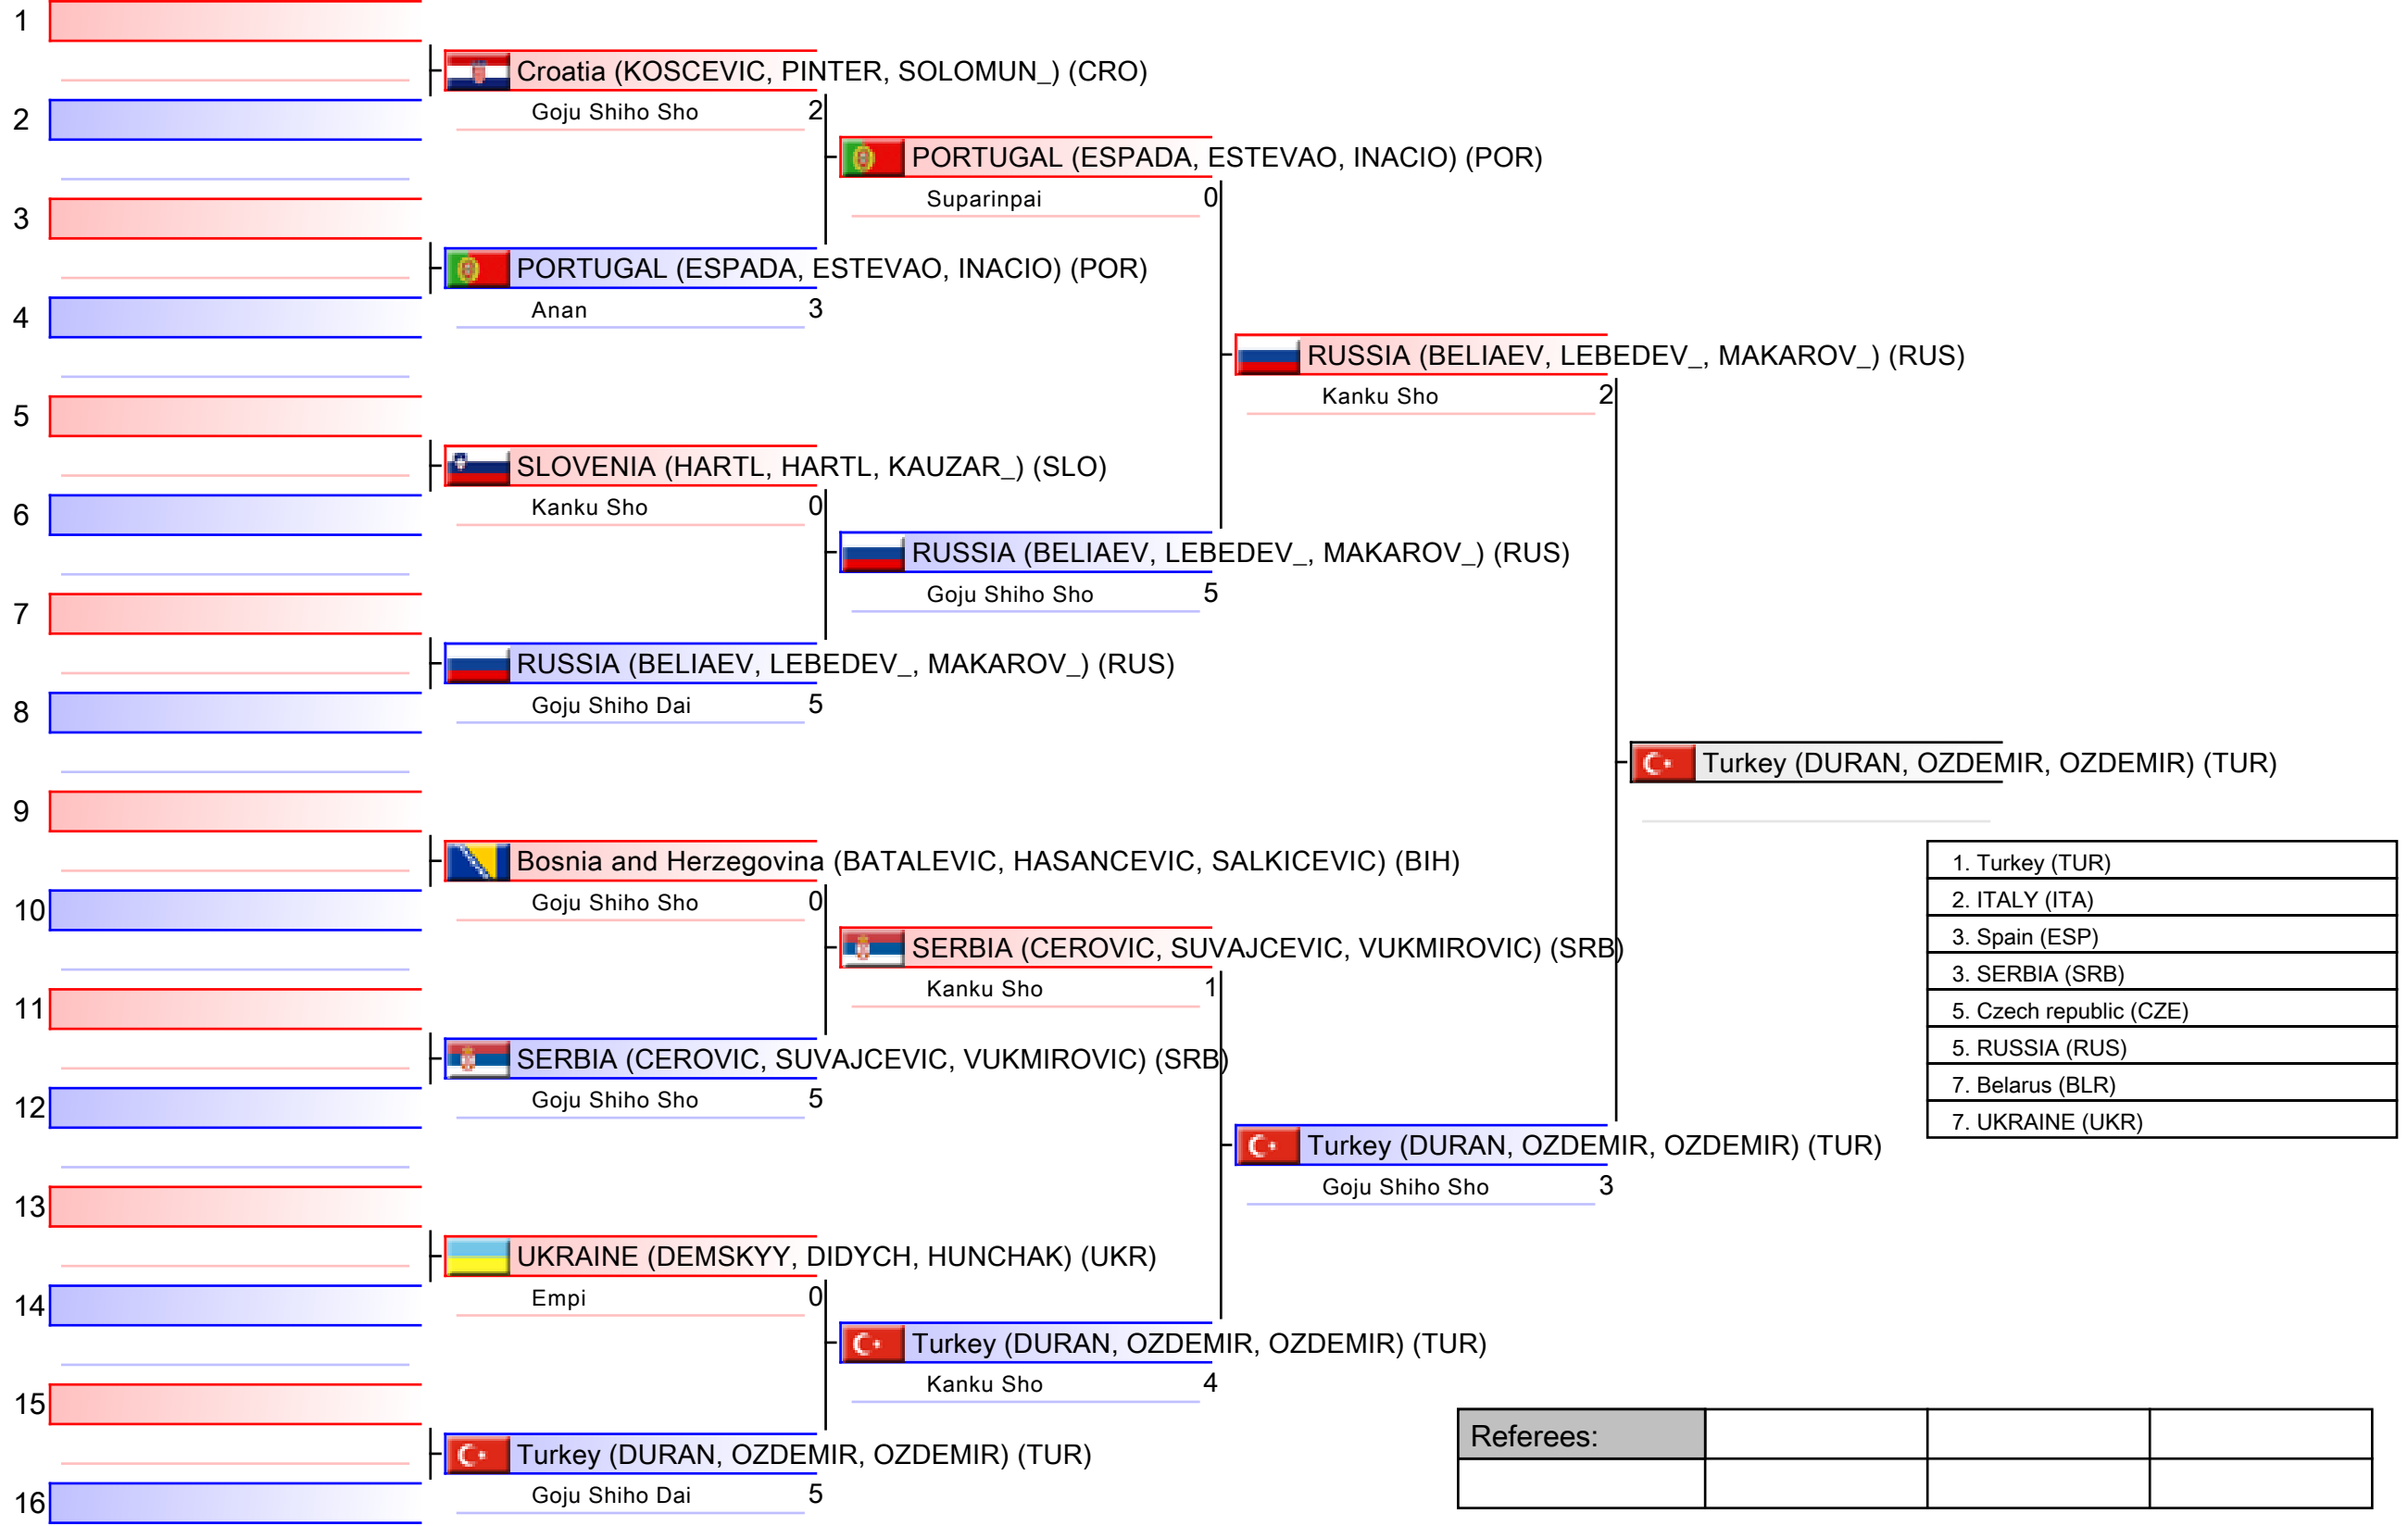 1
Croatia (KOSCEVIC, PINTER, SOLOMUN_) (CRO)
Goju Shiho Sho 2
2
PORTUGAL (ESPADA, ESTEVAO, INACIO) (POR)
Suparinpai 0
3
PORTUGAL (ESPADA, ESTEVAO, INACIO) (POR)
Anan 3
4
RUSSIA (BELIAEV, LEBEDEV_, MAKAROV_) (RUS)
Kanku Sho 2
5
SLOVENIA (HARTL, HARTL, KAUZAR_) (SLO)
Kanku Sho 0
6
RUSSIA (BELIAEV, LEBEDEV_, MAKAROV_) (RUS)
Goju Shiho Sho 5
7
RUSSIA (BELIAEV, LEBEDEV_, MAKAROV_) (RUS)
Goju Shiho Dai 5
8
Turkey (DURAN, OZDEMIR, OZDEMIR) (TUR)
9
Bosnia and Herzegovina (BATALEVIC, HASANCEVIC, SALKICEVIC) (BIH)
Goju Shiho Sho 0
10
SERBIA (CEROVIC, SUVAJCEVIC, VUKMIROVIC) (SRB)
Kanku Sho 1
11
SERBIA (CEROVIC, SUVAJCEVIC, VUKMIROVIC) (SRB)
Goju Shiho Sho 5
12
Turkey (DURAN, OZDEMIR, OZDEMIR) (TUR)
Goju Shiho Sho 3
13
UKRAINE (DEMSKYY, DIDYCH, HUNCHAK) (UKR)
Empi 0
14
Turkey (DURAN, OZDEMIR, OZDEMIR) (TUR)
Kanku Sho 4
15
Turkey (DURAN, OZDEMIR, OZDEMIR) (TUR)
Goju Shiho Dai 5
16
1. Turkey (TUR)
2. ITALY (ITA)
3. Spain (ESP)
3. SERBIA (SRB)
5. Czech republic (CZE)
5. RUSSIA (RUS)
7. Belarus (BLR)
7. UKRAINE (UKR)
Referees: